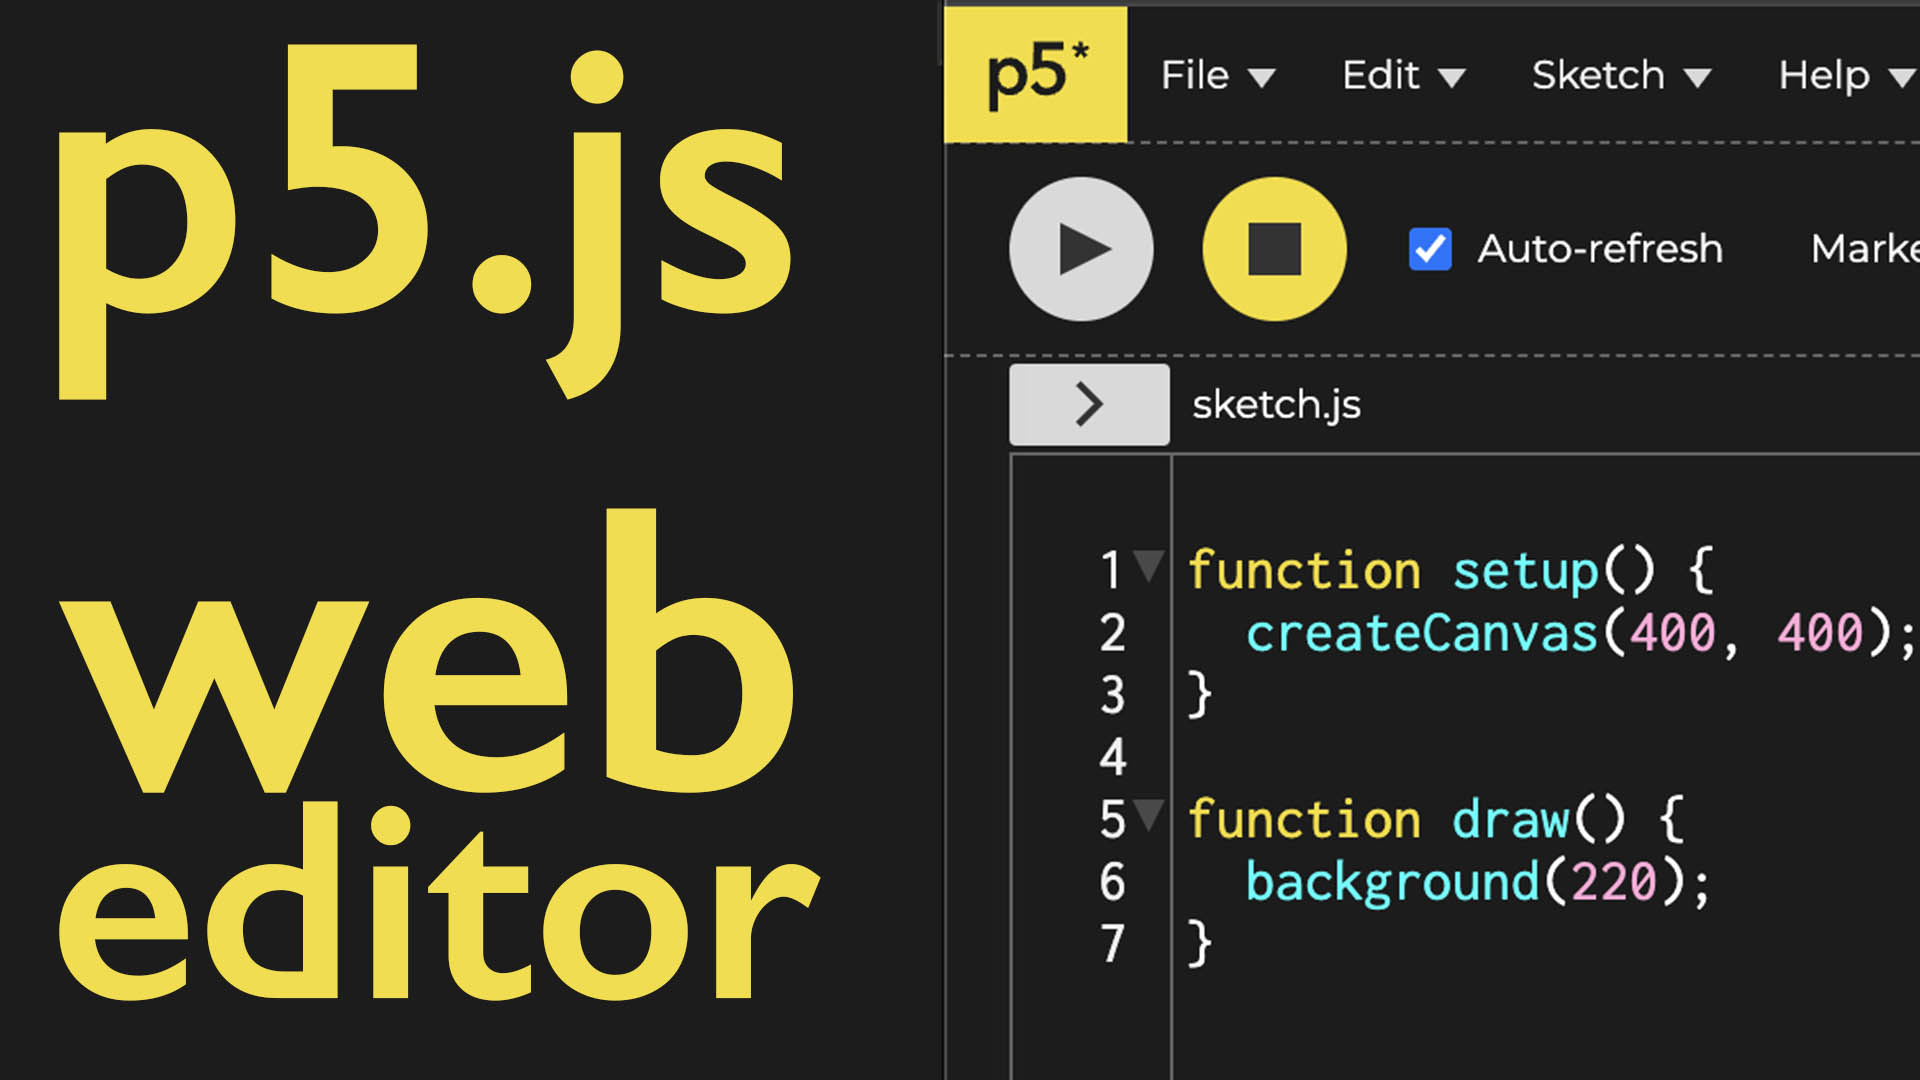 p5.js
web
editor
p5* File Edit Sketch Help
Auto-refresh
sketch.js
1 function setup() {
2 createCanvas(400, 400);
3 }
4
5 function draw() {
6 background(220);
7 }